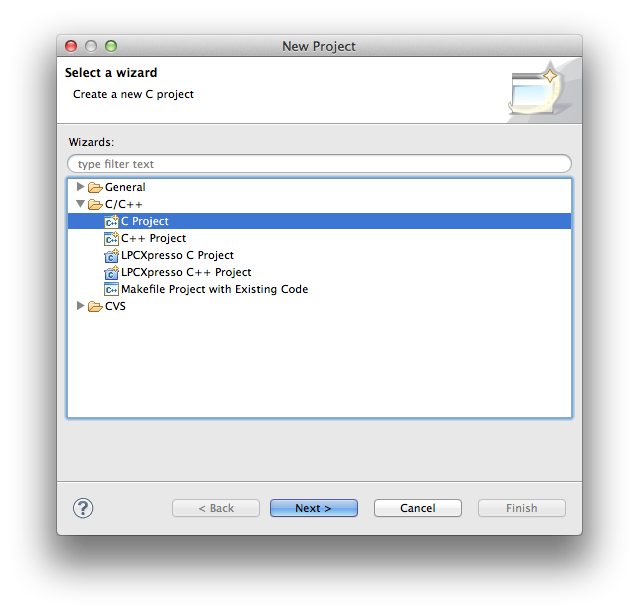 New Project
Select a wizard
Create a new C project
Wizards:
type filter text
General
C/C++
C Project
C++ Project
LPCXpresso C Project
LPCXpresso C++ Project
Makefile Project with Existing Code
CVS
?
< Back
Next >
Cancel
Finish